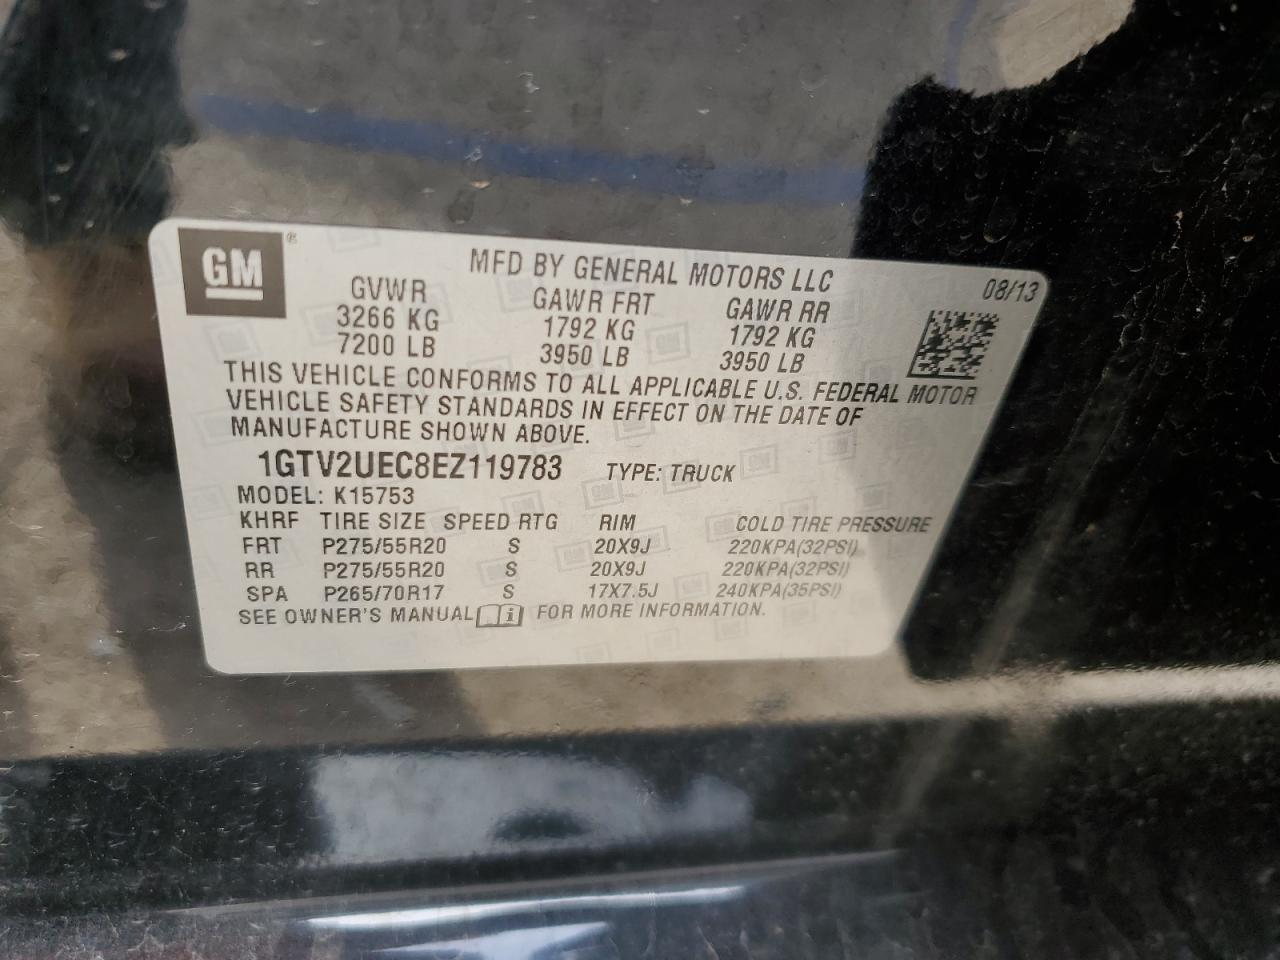 GM®
MFD BY GENERAL MOTORS LLC 08/13
GVWR GAWR FRT GAWR RR
3266 KG 1792 KG 1792 KG
7200 LB 3950 LB 3950 LB
THIS VEHICLE CONFORMS TO ALL APPLICABLE U.S. FEDERAL MOTOR
VEHICLE SAFETY STANDARDS IN EFFECT ON THE DATE OF
MANUFACTURE SHOWN ABOVE.
1GTV2UEC8EZ119783 TYPE: TRUCK
MODEL: K15753
KHRF TIRE SIZE SPEED RTG RIM COLD TIRE PRESSURE
FRT P275/55R20 S 20X9J 220KPA(32PSI)
RR P275/55R20 S 20X9J 220KPA(32PSI)
SPA P265/70R17 S 17X7.5J 240KPA(35PSI)
SEE OWNER'S MANUAL i FOR MORE INFORMATION.